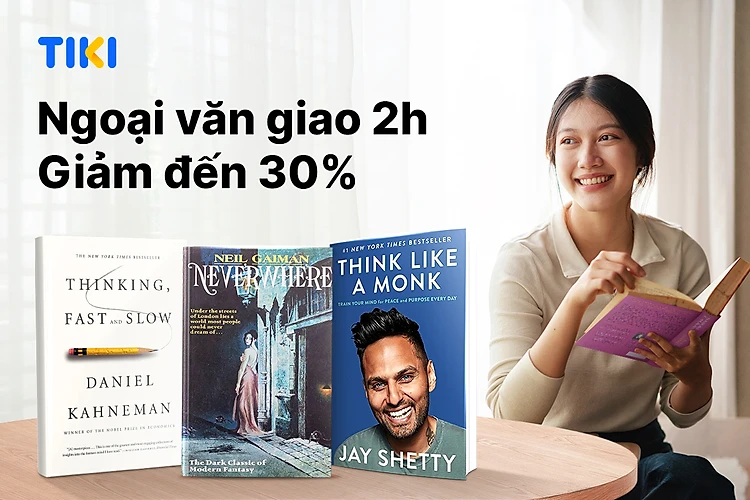 TIKI
Ngoại văn giao 2h
Giảm đến 30%
THE NEW YORK TIMES BESTSELLER
THINKING,
FAST AND SLOW
DANIEL
KAHNEMAN
WINNER OF THE NOBEL PRIZE IN ECONOMICS
NEIL GAIMAN
NEVERWHERE
Under the streets
of London lies a
world most people
could never
dream of...
The Dark Classic of
Modern Fantasy
#1 NEW YORK TIMES BESTSELLER
THINK LIKE
A MONK
TRAIN YOUR MIND for PEACE and PURPOSE EVERY DAY
JAY SHETTY